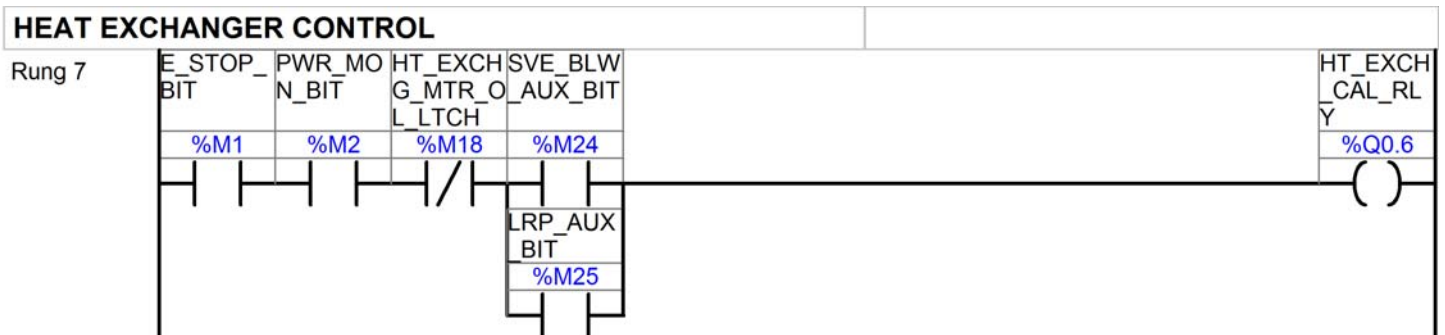 HEAT EXCHANGER CONTROL
Rung 7
E_STOP_
BIT
PWR_MO
N_BIT
HT_EXCH
G_MTR_O
L_LTCH
SVE_BLW
_AUX_BIT
HT_EXCH
_CAL_RL
Y
%M1
%M2
%M18
%M24
%Q0.6
LRP_AUX
_BIT
%M25